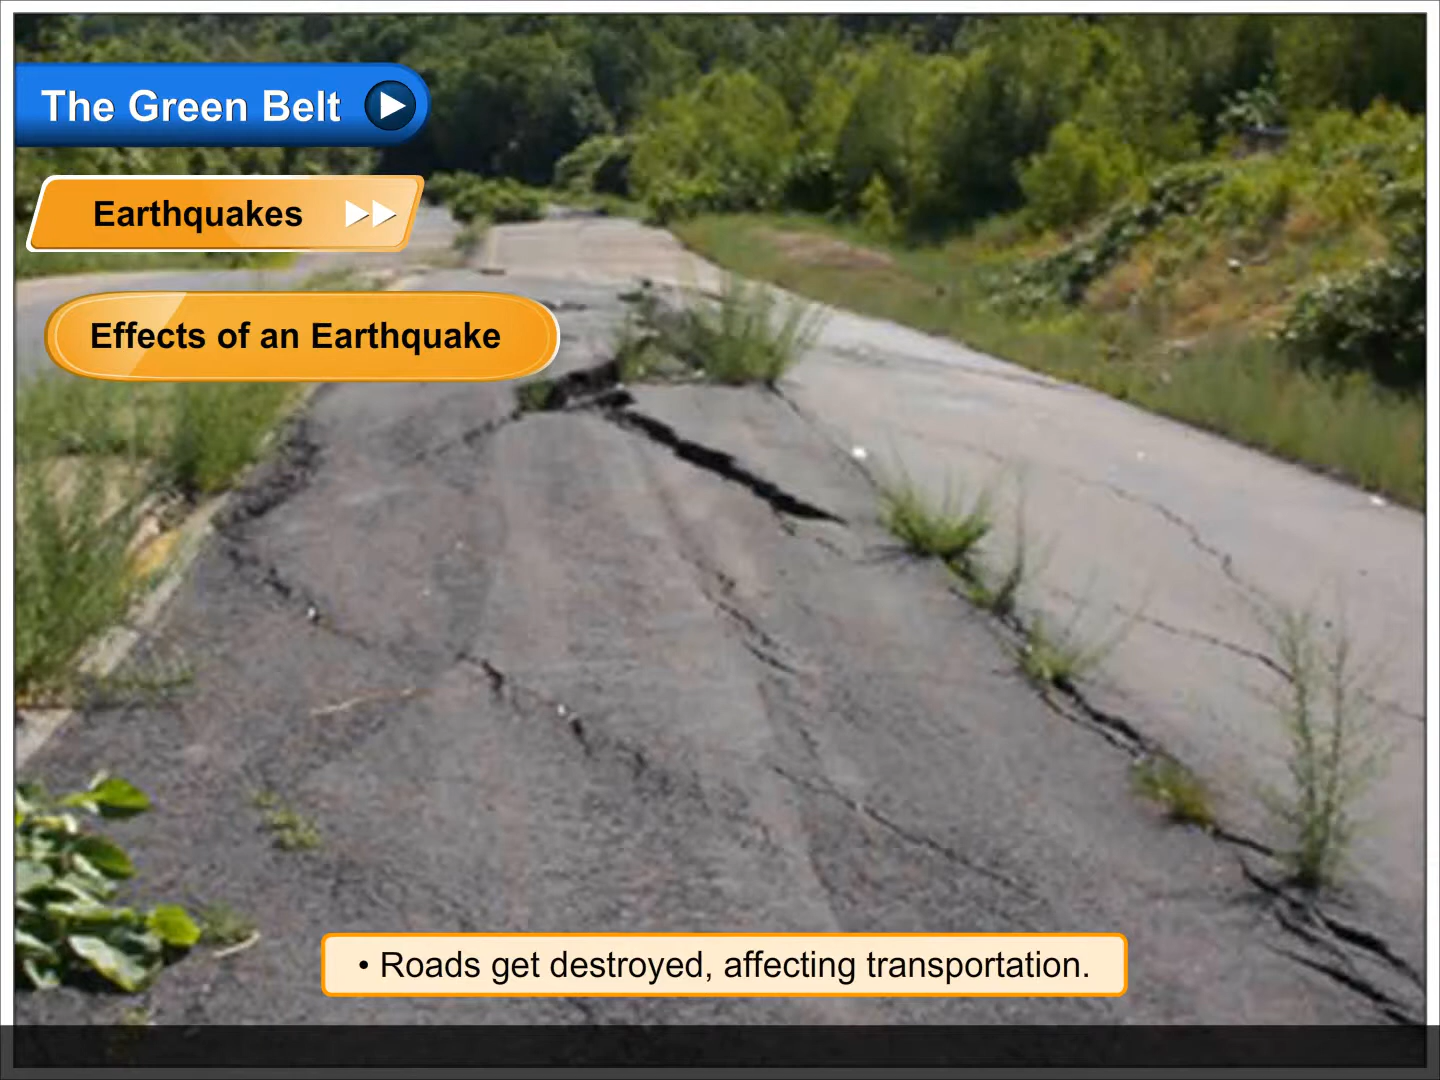 The Green Belt
Earthquakes
Effects of an Earthquake
• Roads get destroyed, affecting transportation.